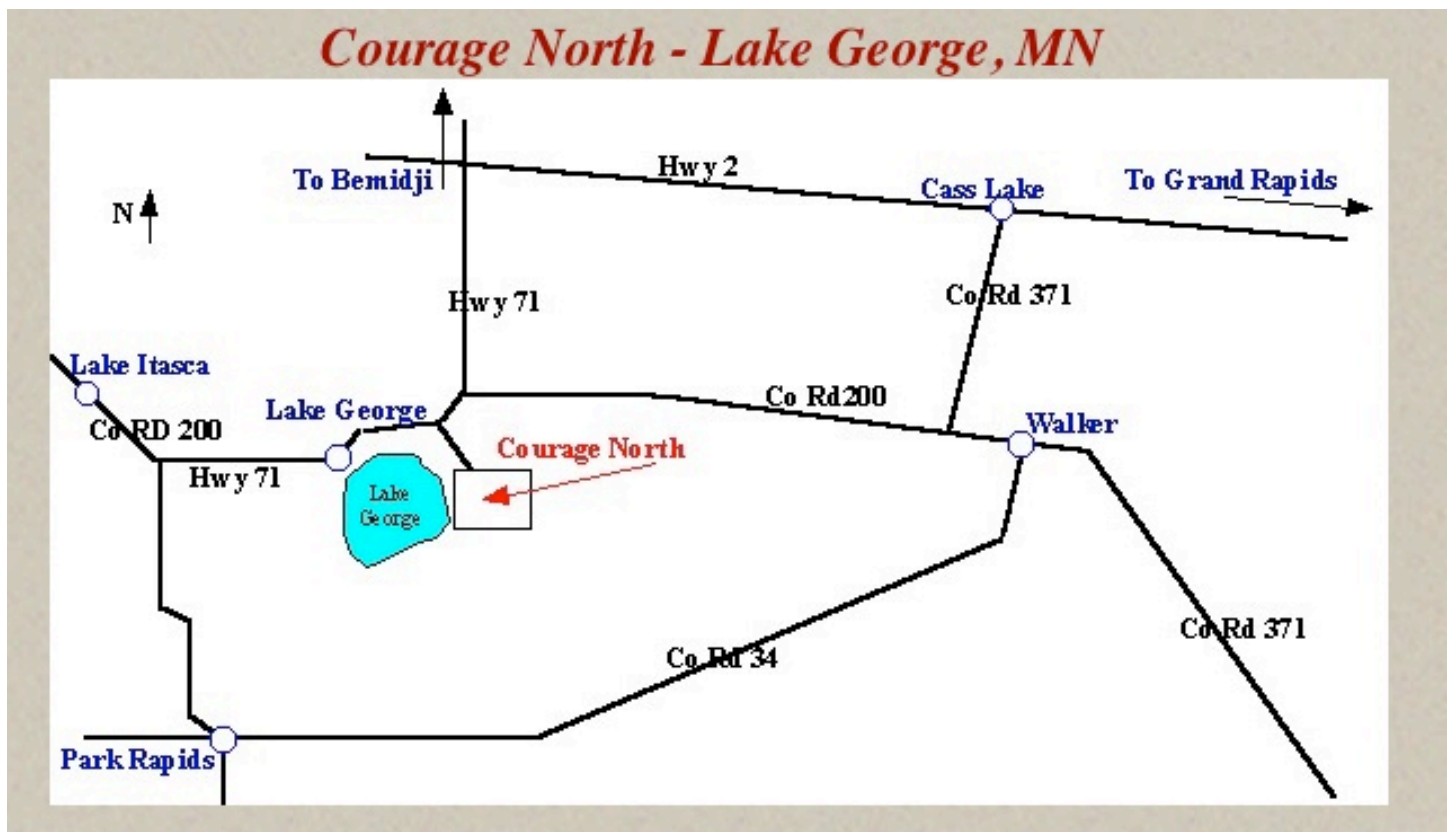 Courage North - Lake George, MN
Hwy 2
To Bemidji
Cass Lake
To Grand Rapids
N
Hwy 71
Co Rd 371
Lake Itasca
Lake George
Co Rd200
Walker
Co RD 200
Courage North
Hwy 71
Lake
George
Co Rd 371
Co Rd 34
Park Rapids